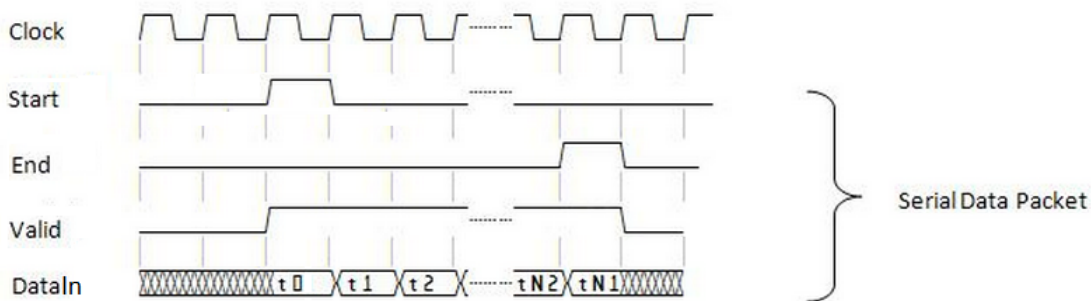 Clock
Start
End
Valid
DataIn
t0 t1 t2 tN2 tN1
Serial Data Packet